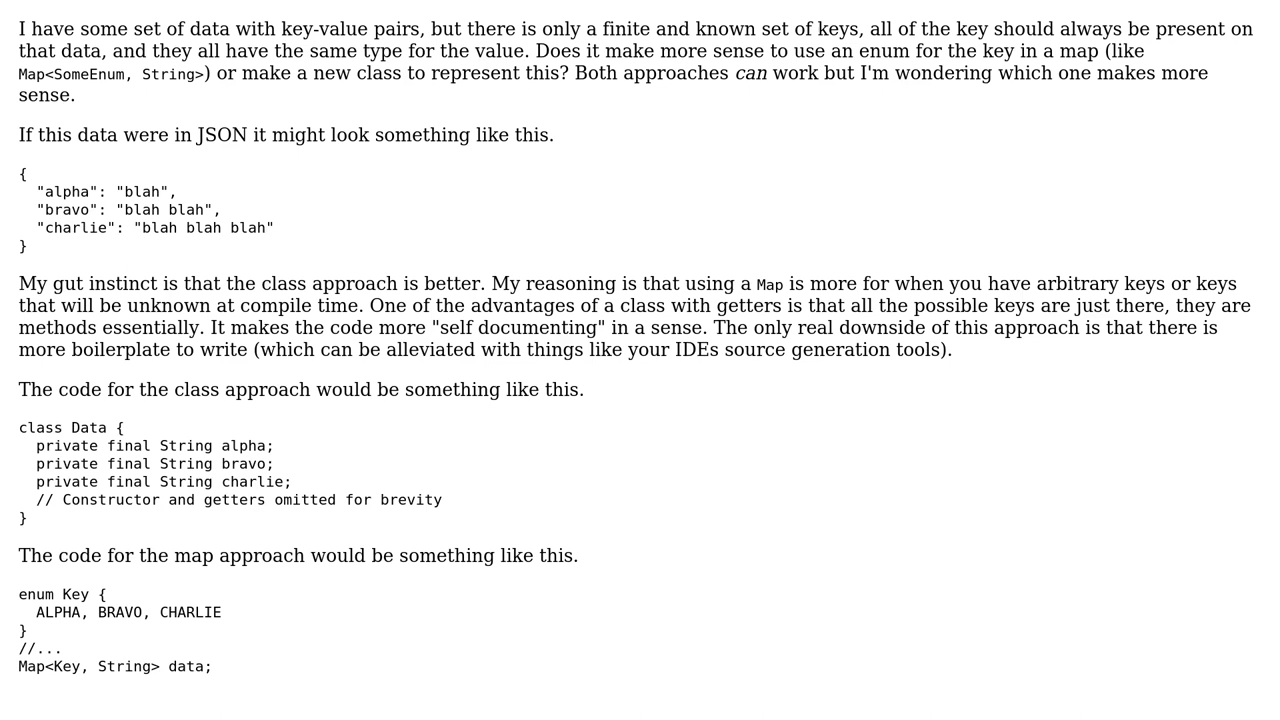 I have some set of data with key-value pairs, but there is only a finite and known set of keys, all of the key should always be present on
that data, and they all have the same type for the value. Does it make more sense to use an enum for the key in a map (like
Map<SomeEnum, String>) or make a new class to represent this? Both approaches can work but I'm wondering which one makes more
sense.
If this data were in JSON it might look something like this.
{
  "alpha": "blah",
  "bravo": "blah blah",
  "charlie": "blah blah blah"
}
My gut instinct is that the class approach is better. My reasoning is that using a Map is more for when you have arbitrary keys or keys
that will be unknown at compile time. One of the advantages of a class with getters is that all the possible keys are just there, they are
methods essentially. It makes the code more "self documenting" in a sense. The only real downside of this approach is that there is
more boilerplate to write (which can be alleviated with things like your IDEs source generation tools).
The code for the class approach would be something like this.
class Data {
  private final String alpha;
  private final String bravo;
  private final String charlie;
  // Constructor and getters omitted for brevity
}
The code for the map approach would be something like this.
enum Key {
  ALPHA, BRAVO, CHARLIE
}
//...
Map<Key, String> data;